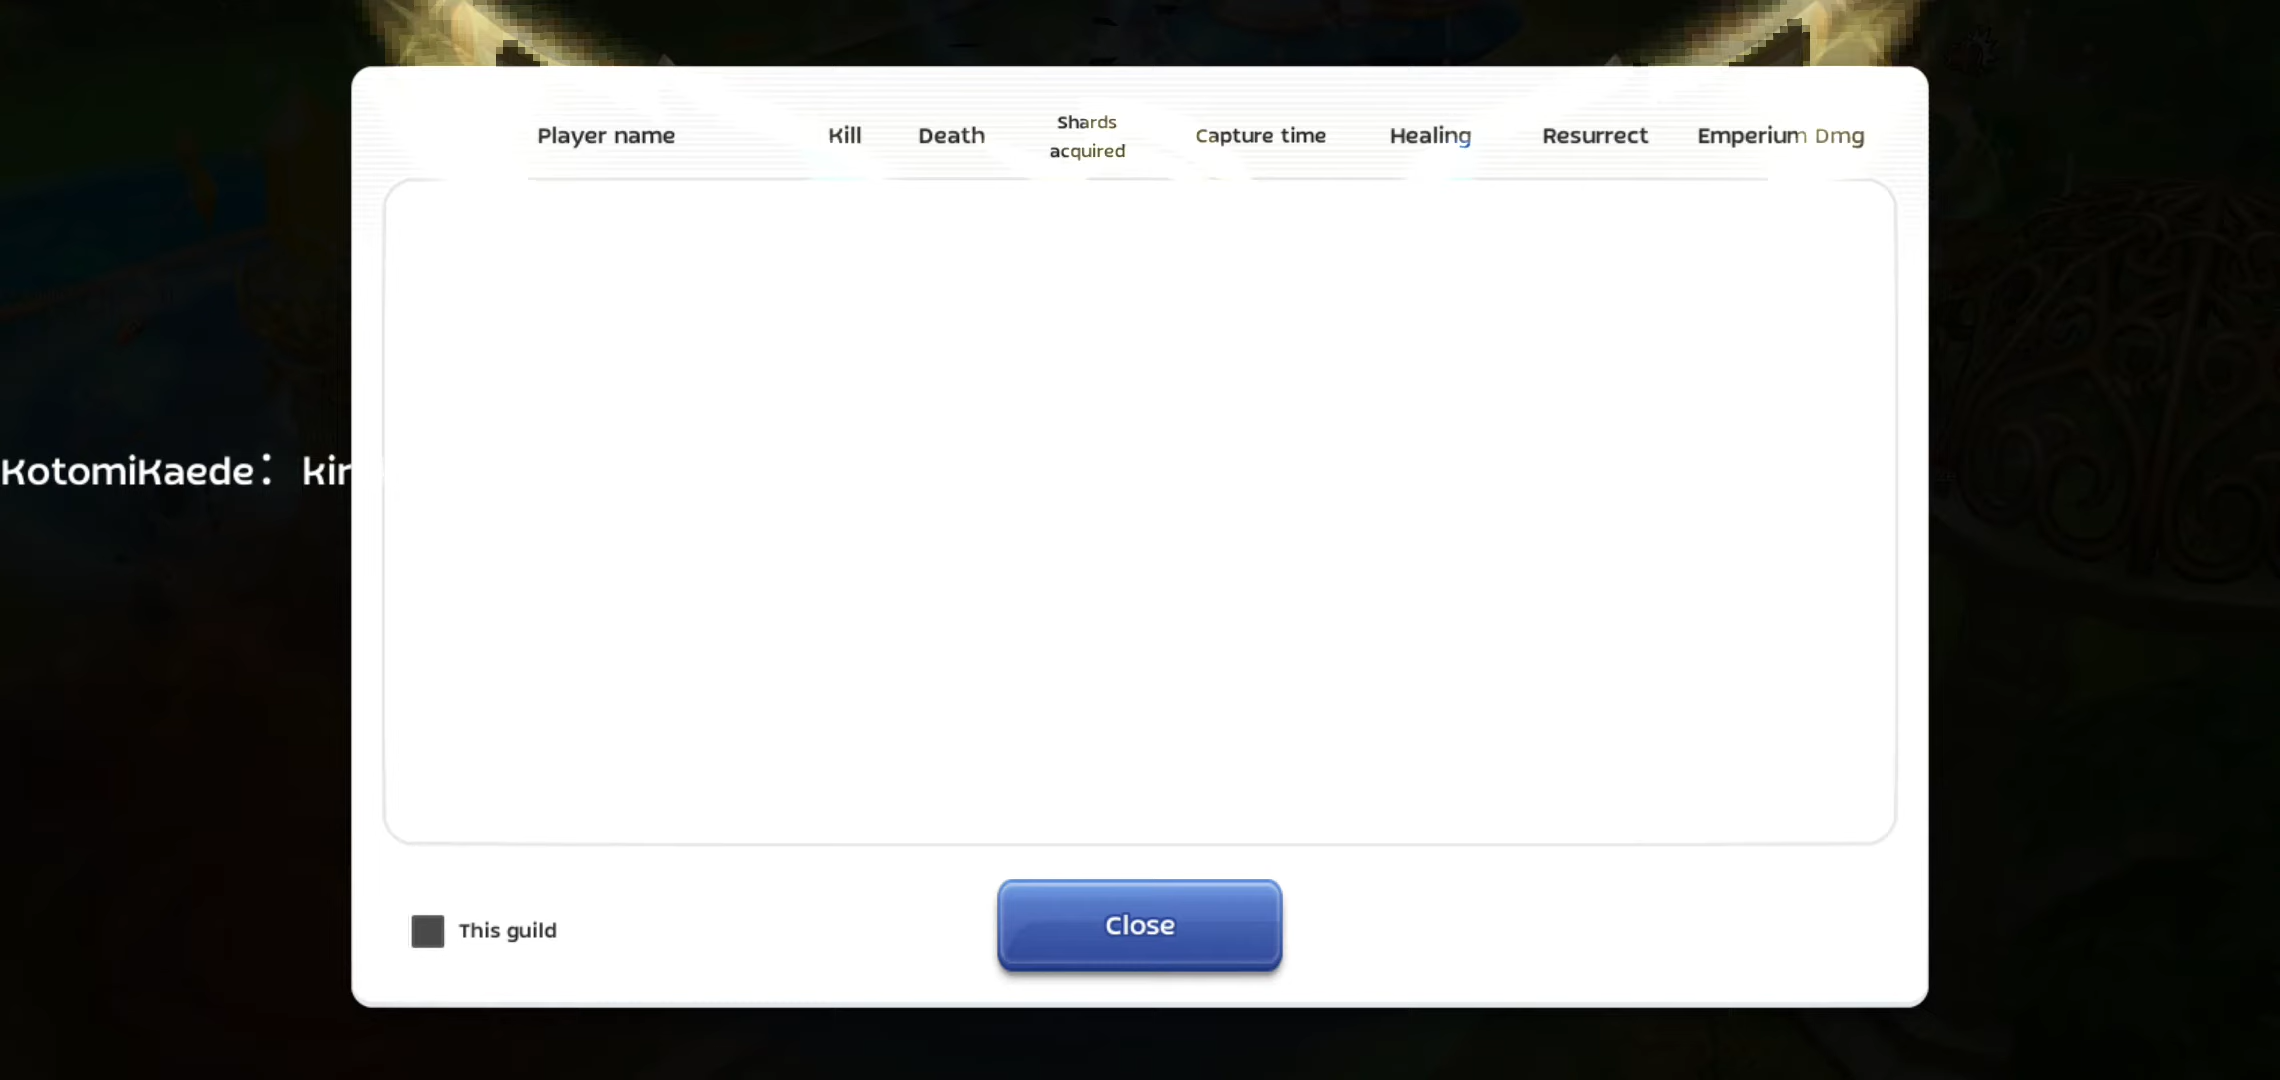 Player name Kill Death Shards acquired Capture time Healing Resurrect Emperium Dmg
KotomiKaede:
This guild
Close